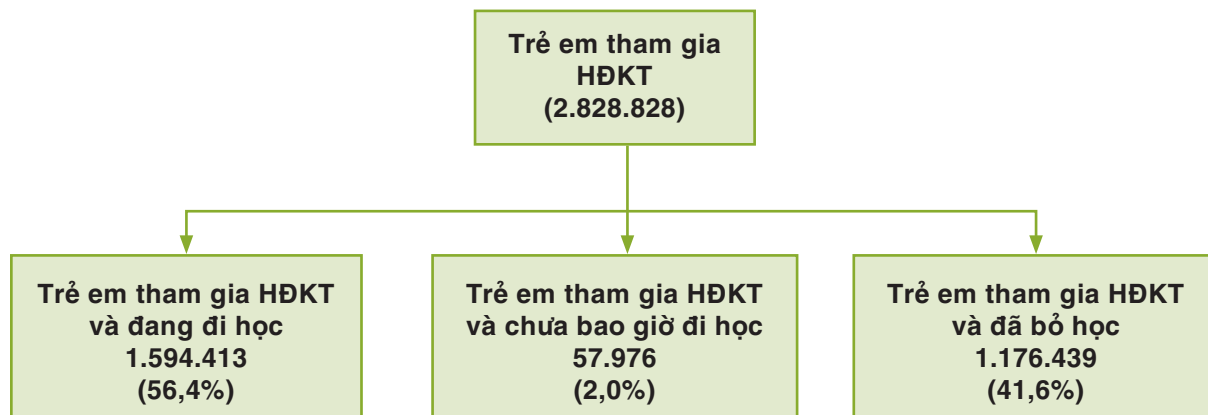 Trẻ em tham gia
HĐKT
(2.828.828)
Trẻ em tham gia HĐKT
và đang đi học
1.594.413
(56,4%)
Trẻ em tham gia HĐKT
và chưa bao giờ đi học
57.976
(2,0%)
Trẻ em tham gia HĐKT
và đã bỏ học
1.176.439
(41,6%)